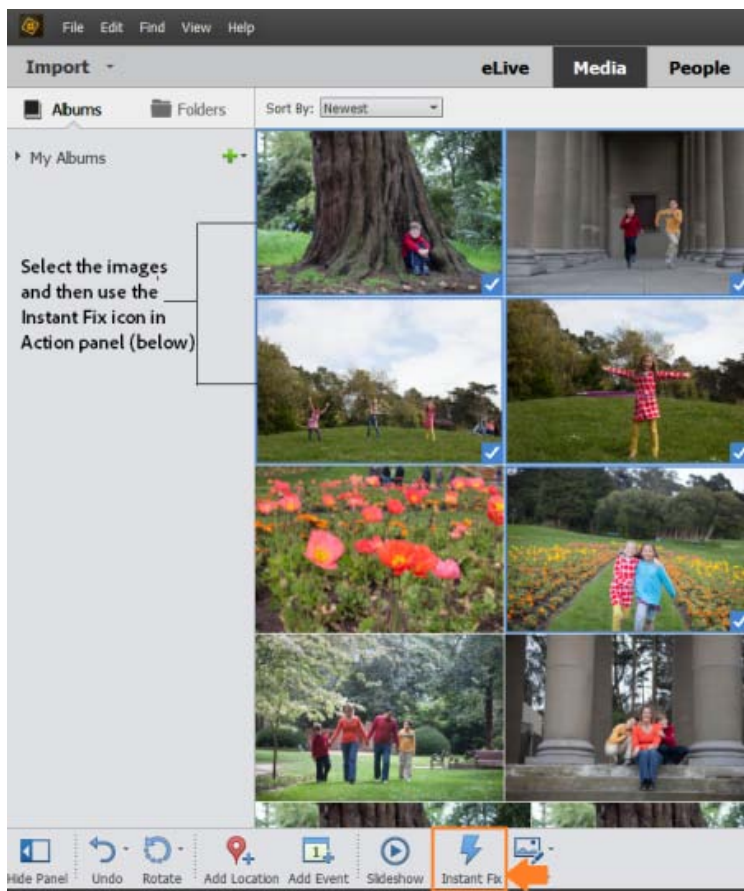 File Edit Find View Help
Import eLive Media People
Albums Folders Sort By: Newest
My Albums
Select the images
and then use the
Instant Fix icon in
Action panel (below)
1
Hide Panel Undo Rotate Add Location Add Event Slideshow Instant Fix